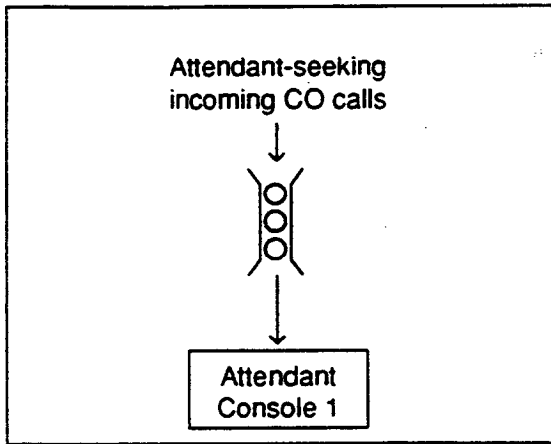 Attendant-seeking
incoming CO calls
Attendant
Console 1